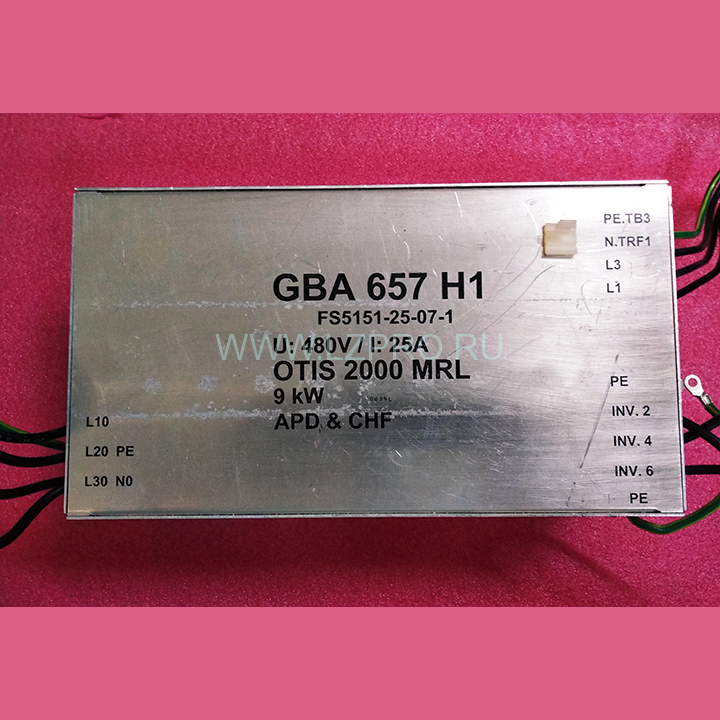 PE.TB3
N.TRF1
L3
L1
GBA 657 H1
FS5151-25-07-1
U: 480V / I: 25A
WWW.LZPRO.RU
OTIS 2000 MRL
9 kW
APD & CHF
PE
INV. 2
INV. 4
INV. 6
PE
L10
L20 PE
L30 N0